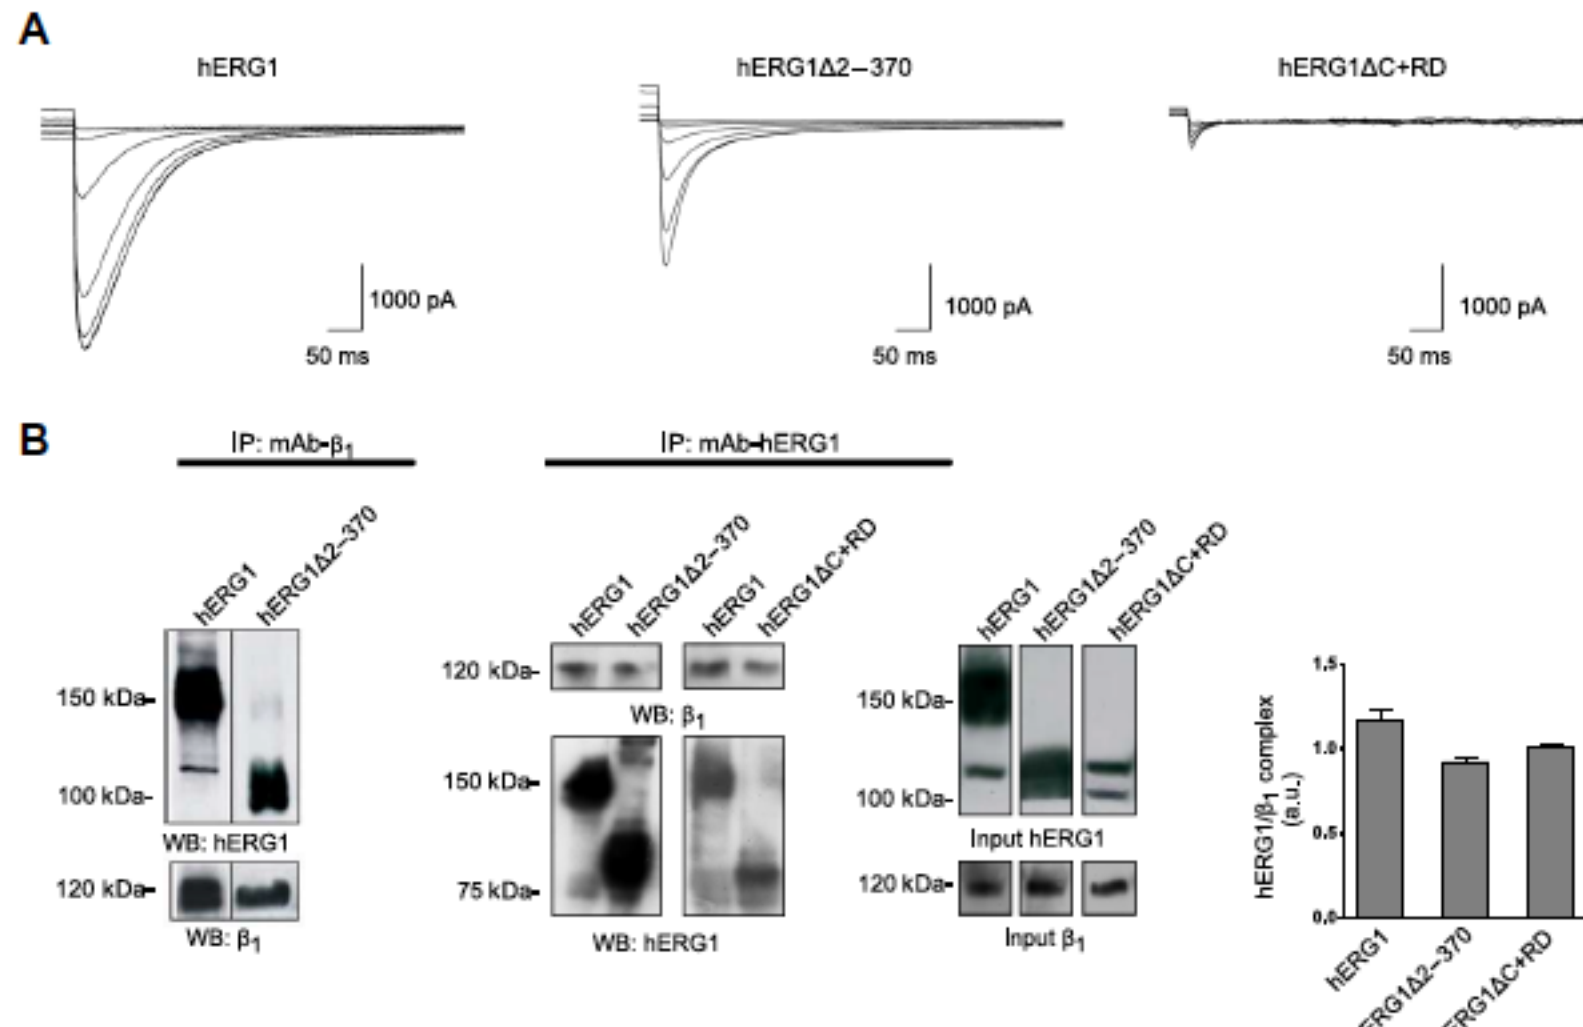 A
hERG1
hERG1Δ2–370
hERG1ΔC+RD
1000 pA
50 ms
1000 pA
50 ms
1000 pA
50 ms
B
IP: mAb-β1
IP: mAb-hERG1
hERG1
hERG1Δ2–370
150 kDa-
100 kDa-
WB: hERG1
120 kDa-
WB: β1
hERG1
hERG1Δ2–370
hERG1
hERG1ΔC+RD
120 kDa-
WB: β1
150 kDa-
75 kDa-
WB: hERG1
hERG1
hERG1Δ2–370
hERG1ΔC+RD
150 kDa-
100 kDa-
Input hERG1
120 kDa-
Input β1
hERG1/β1 complex
(a.u.)
1.5
1.0
0.5
0.0
hERG1
ERG1Δ2–370
ERG1ΔC+RD